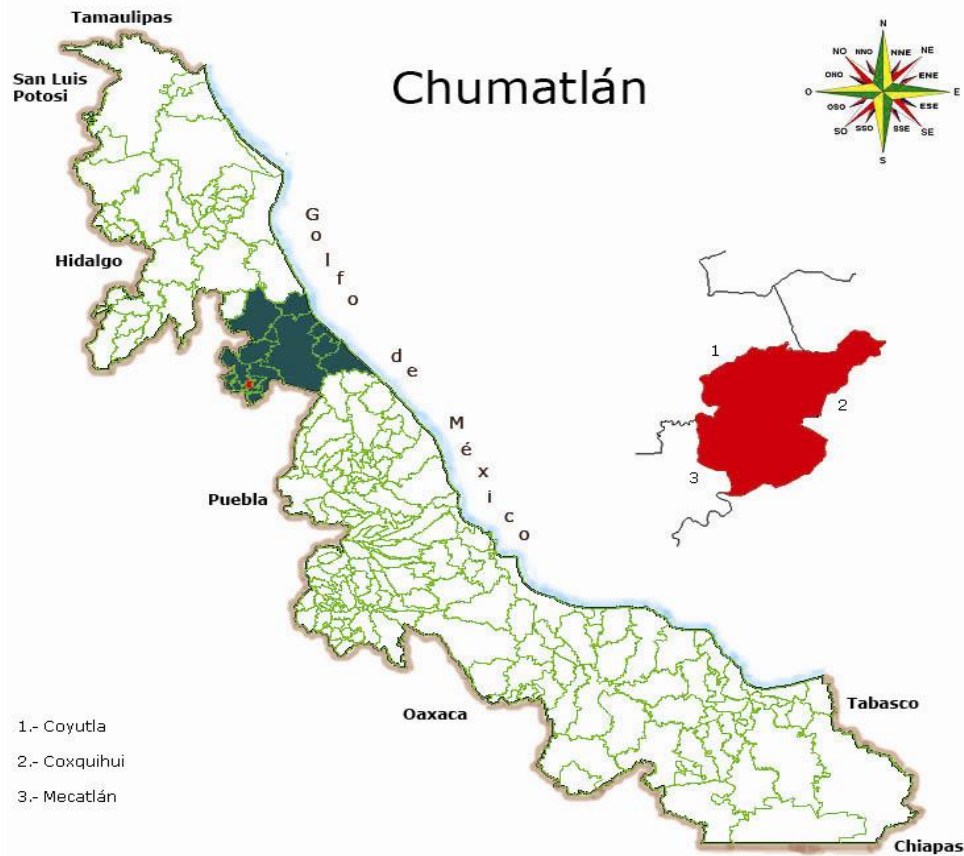 Tamaulipas
San Luis
Potosi
Chumatlán
N
NNO
NNE
NO
NE
ONO
ENE
O
E
OSO
ESE
SO
SSO
SSE
SE
S
Hidalgo
Golfo de México
1
2
3
Puebla
Oaxaca
Tabasco
Chiapas
1.- Coyutla
2.- Coxquihui
3.- Mecatlán